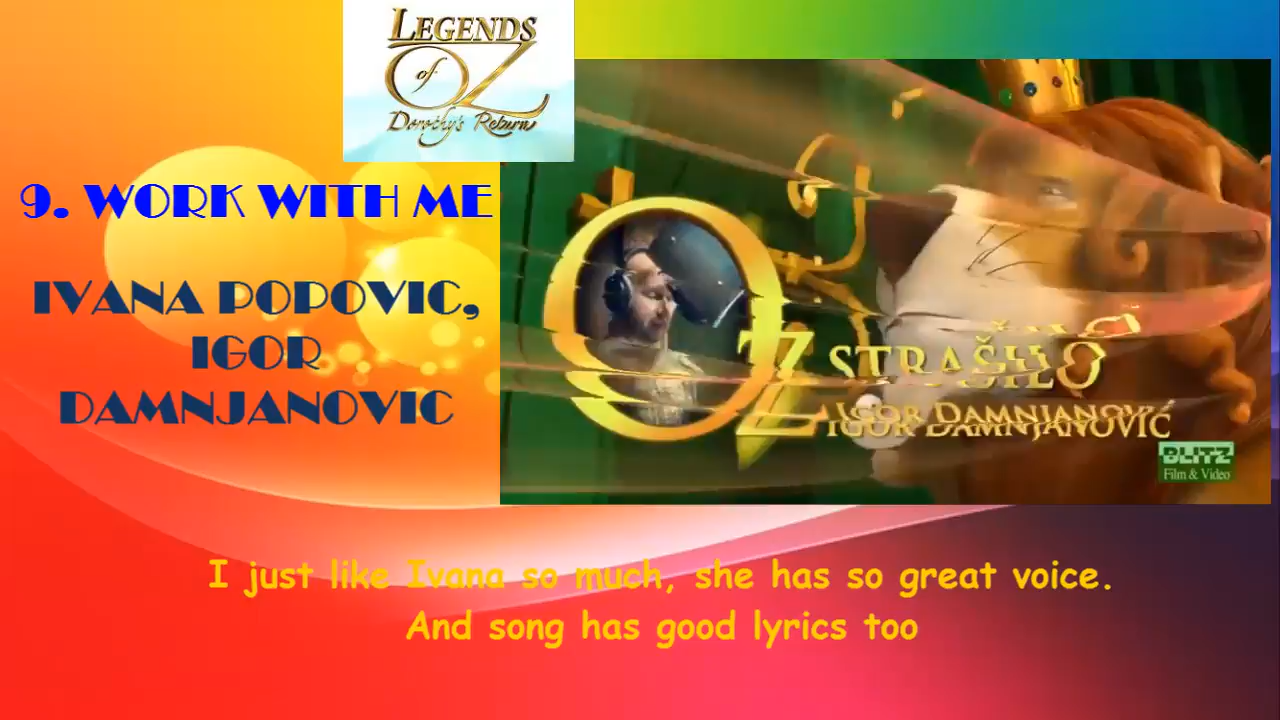 LEGENDS
of
OZ
Dorothy's Return
9. WORK WITH ME
IVANA POPOVIC,
IGOR
DAMNJANOVIC
OZ STRAŠILO
IGOR DAMNJANOVIĆ
BLITZ
Film & Video
I just like Ivana so much, she has so great voice.
And song has good lyrics too